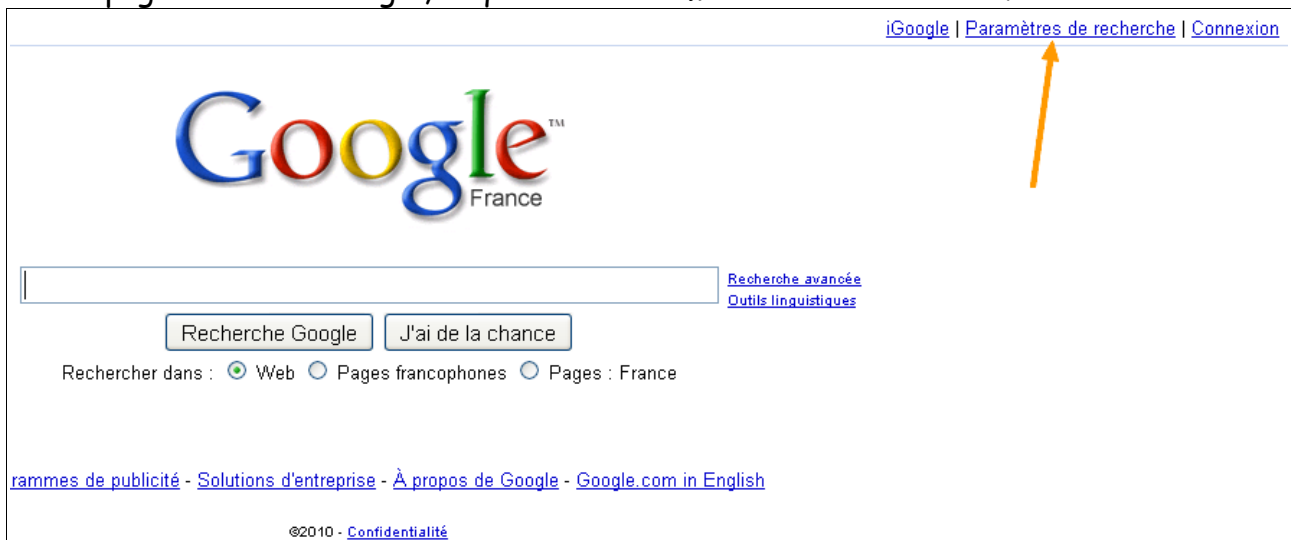 iGoogle | Paramètres de recherche | Connexion
Google™
France
Recherche avancée
Outils linguistiques
Recherche Google J'ai de la chance
Rechercher dans : Web Pages francophones Pages : France
rammes de publicité - Solutions d'entreprise - À propos de Google - Google.com in English
©2010 - Confidentialité